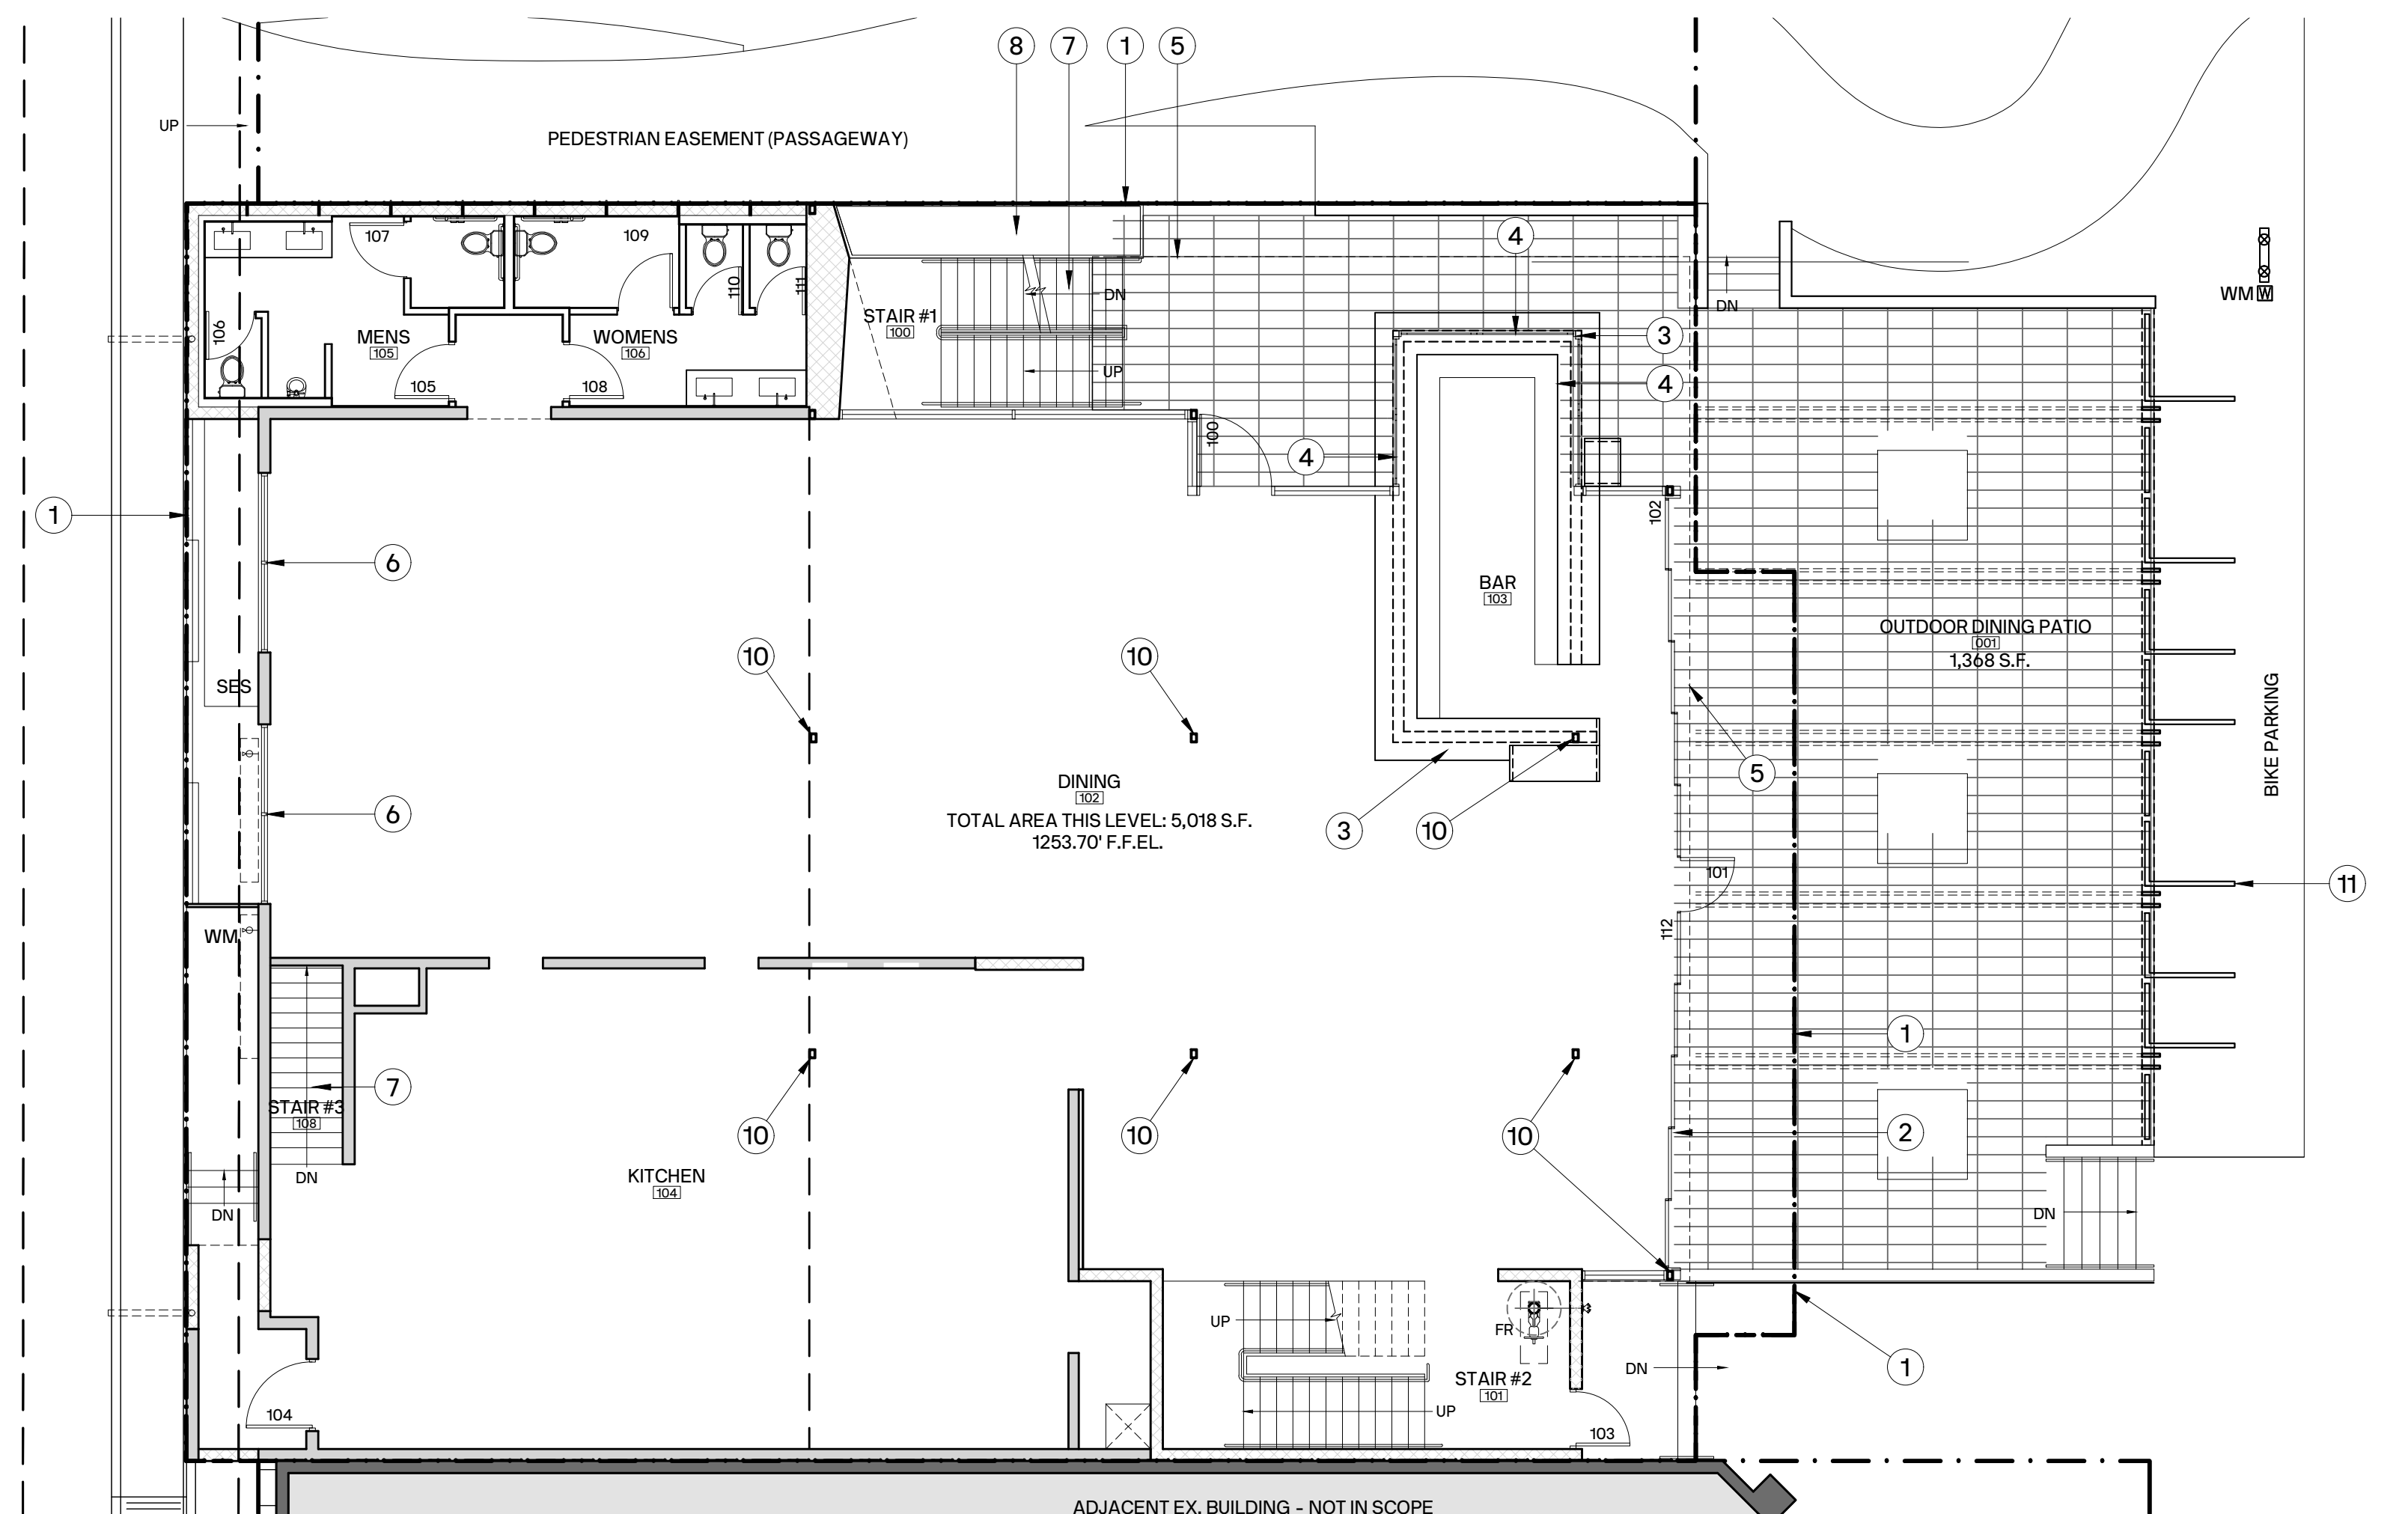 8 7 1 5
UP
PEDESTRIAN EASEMENT (PASSAGEWAY)
107
109
4
110
111
WM W
DN
DN
STAIR #1
100
3
106
MENS
105
WOMENS
106
UP
4
105
108
100
4
102
1
6
BAR
103
OUTDOOR DINING PATIO
001
1,368 S.F.
10
10
SES
BIKE PARKING
5
DINING
102
TOTAL AREA THIS LEVEL: 5,018 S.F.
1253.70' F.F.EL.
6
3
10
101
11
112
WM
1
7
STAIR #3
108
10
10
10
2
DN
KITCHEN
104
DN
DN
UP
FR
STAIR #2
101
DN
1
UP
104
103
ADJACENT EX. BUILDING - NOT IN SCOPE